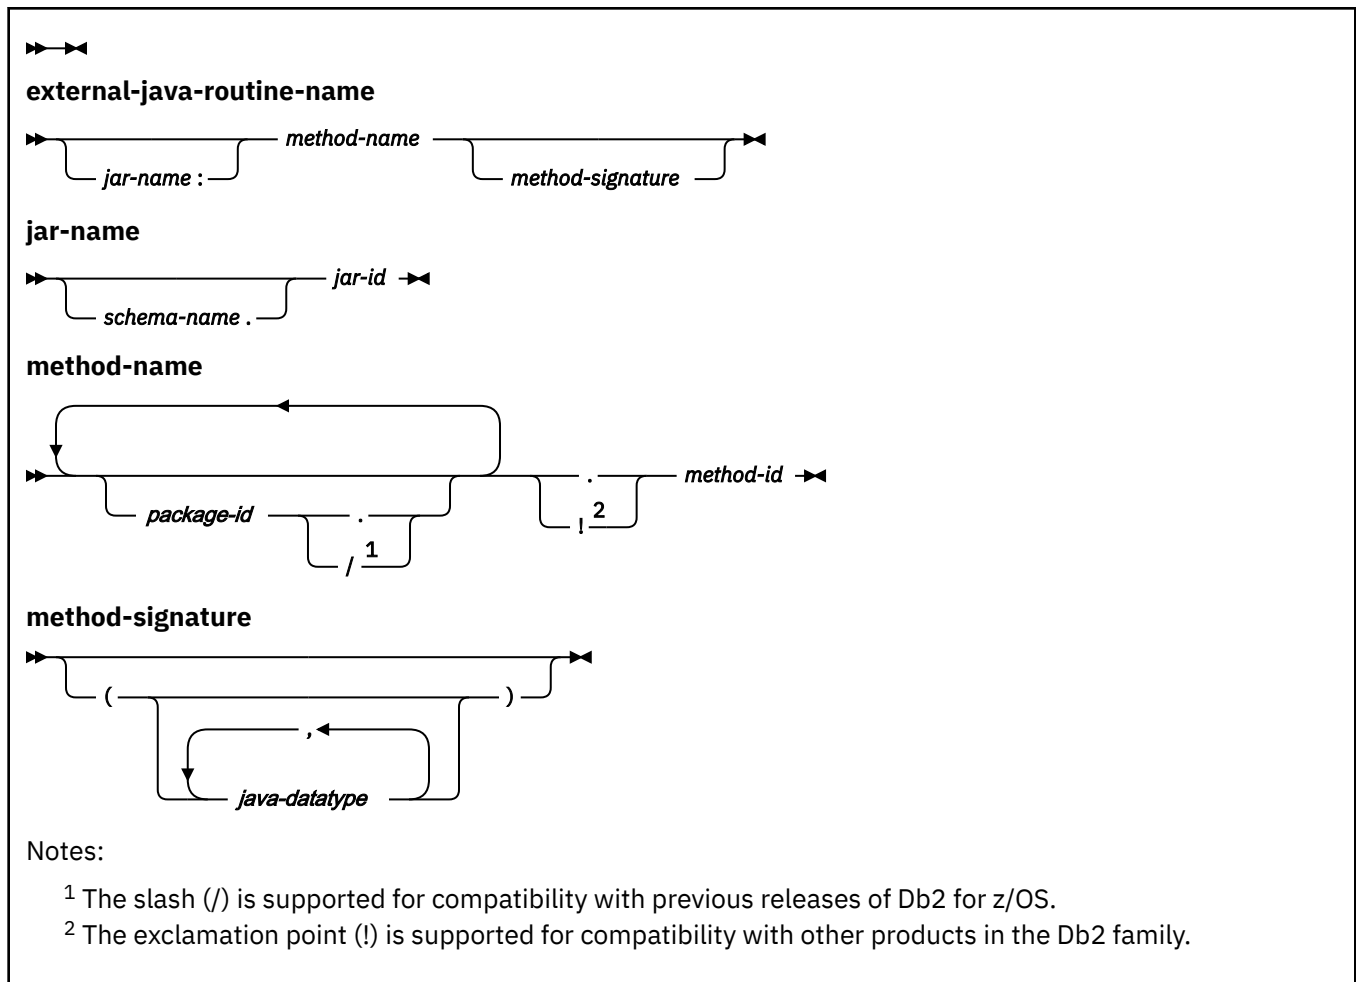 external-java-routine-name
method-name
jar-name :
method-signature
jar-name
jar-id
schema-name .
method-name
. method-id
! 2
package-id .
/ 1
method-signature
( )
,
java-datatype
Notes:
1 The slash (/) is supported for compatibility with previous releases of Db2 for z/OS.
2 The exclamation point (!) is supported for compatibility with other products in the Db2 family.